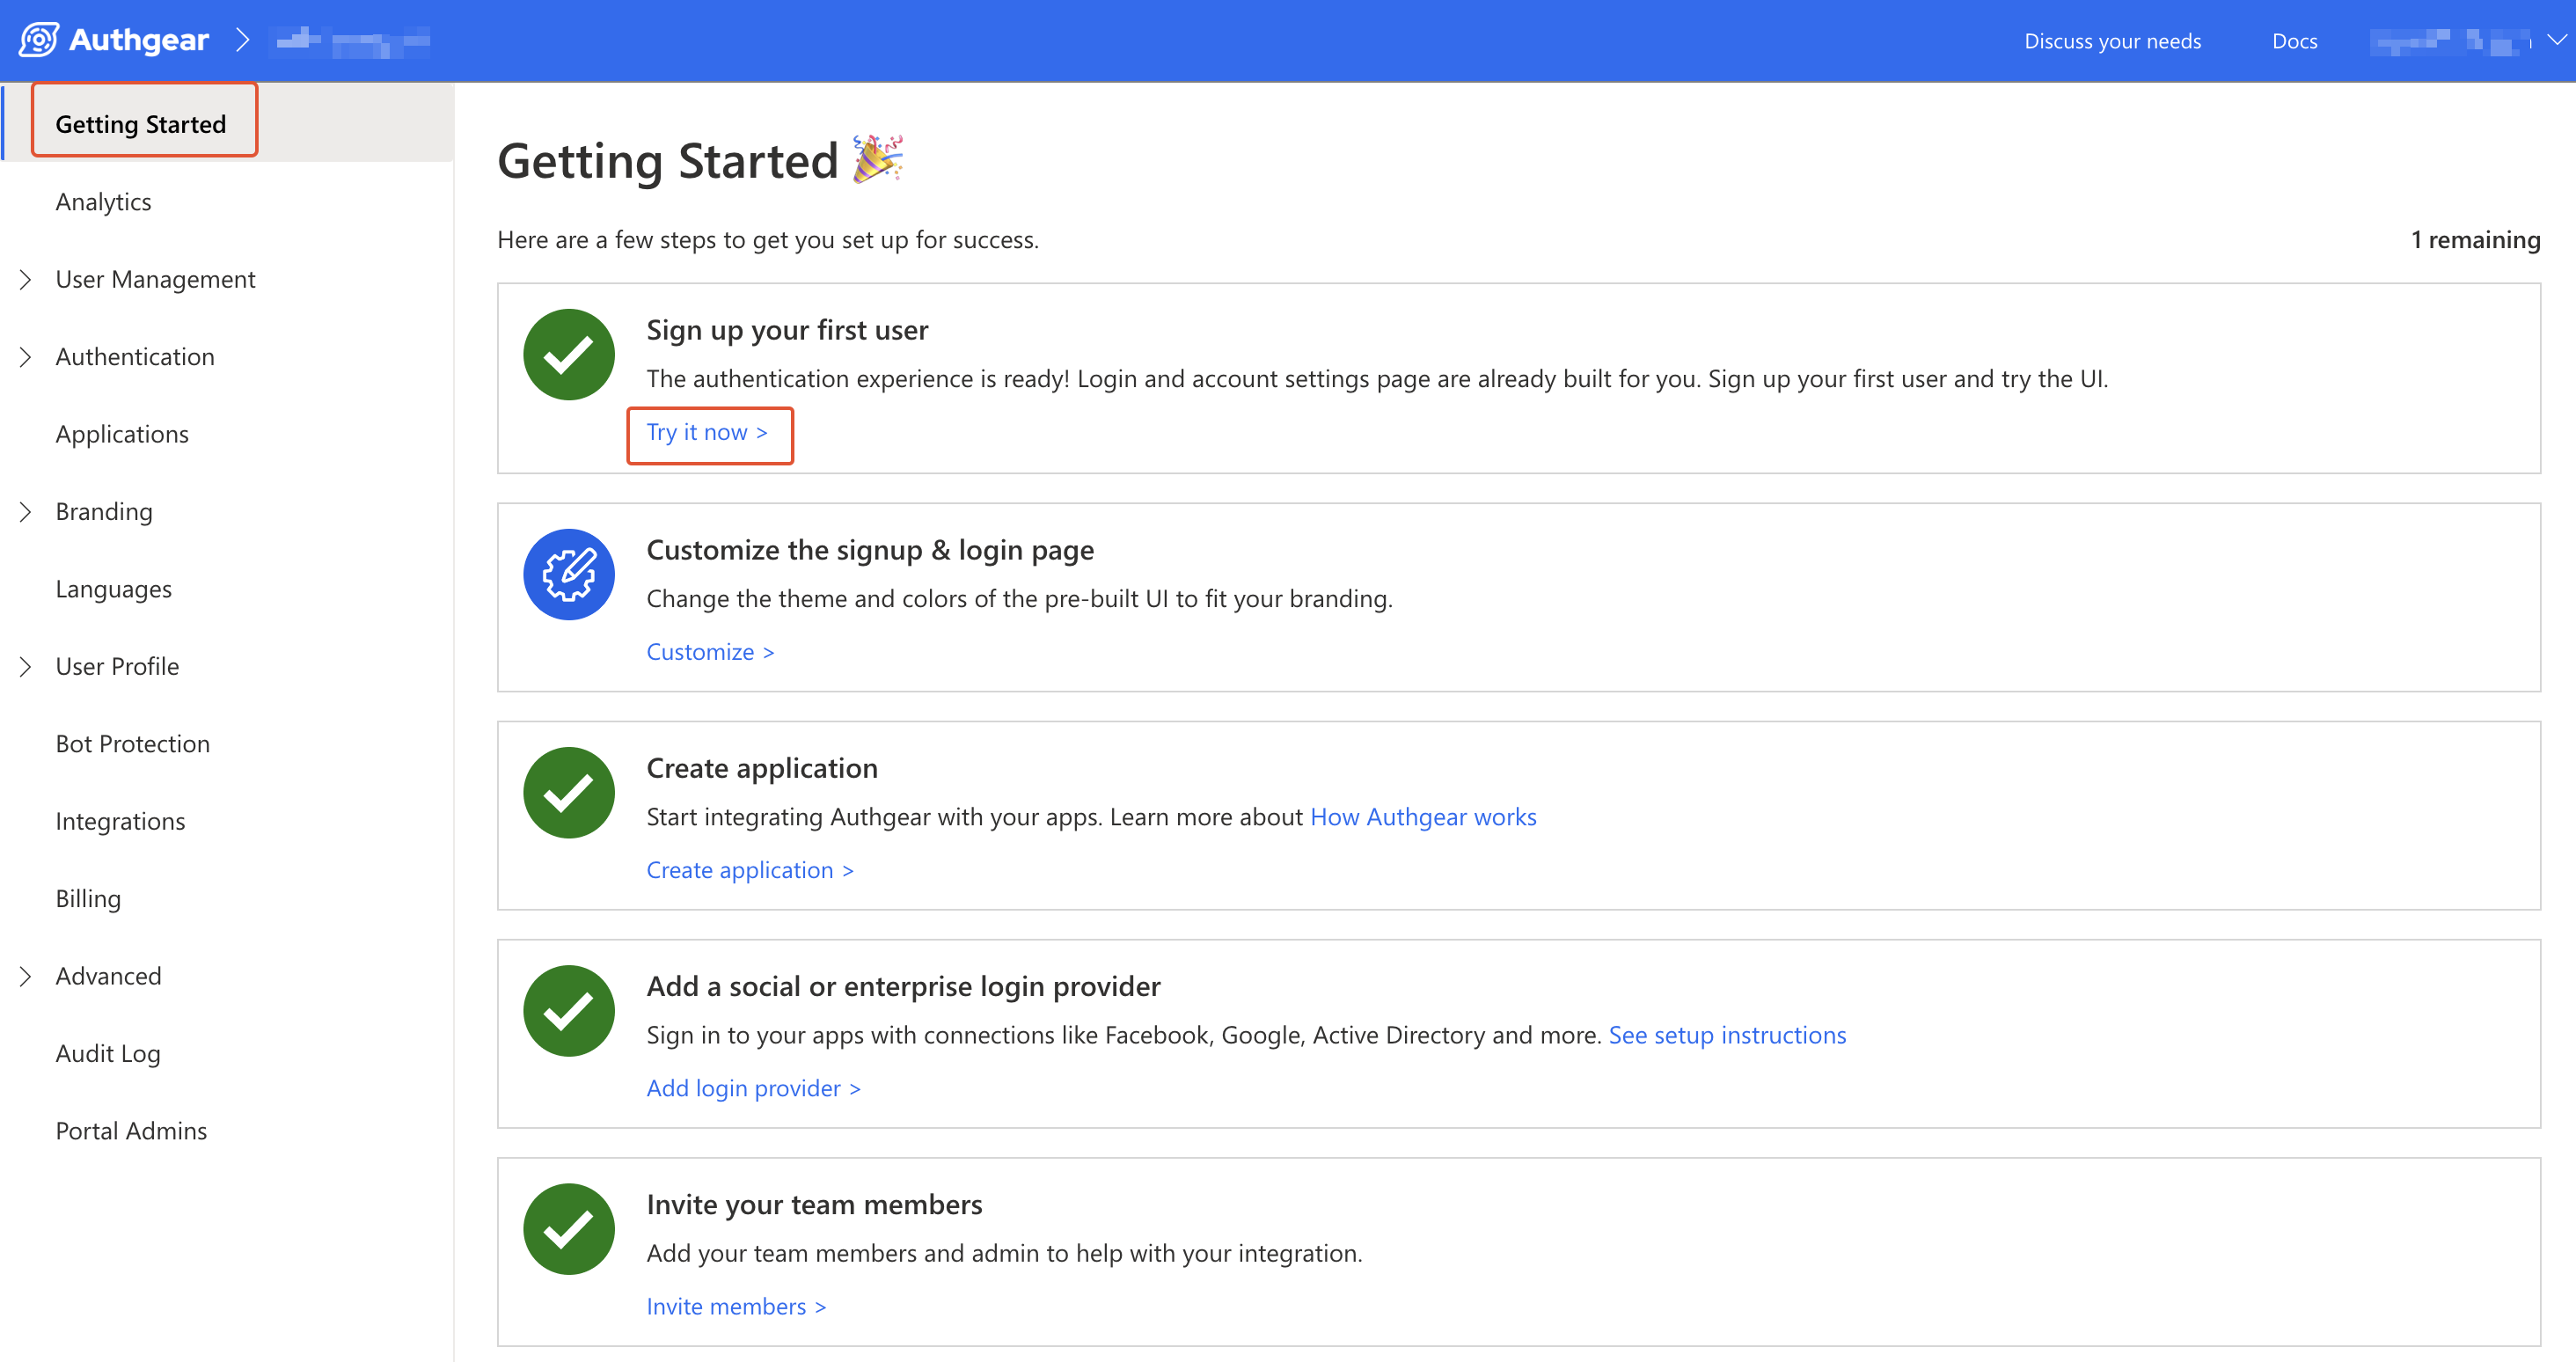 Authgear
Discuss your needs
Docs
Getting Started
Analytics
User Management
Authentication
Applications
Branding
Languages
User Profile
Bot Protection
Integrations
Billing
Advanced
Audit Log
Portal Admins
Getting Started
Here are a few steps to get you set up for success.
1 remaining
Sign up your first user
The authentication experience is ready! Login and account settings page are already built for you. Sign up your first user and try the UI.
Try it now >
Customize the signup & login page
Change the theme and colors of the pre-built UI to fit your branding.
Customize >
Create application
Start integrating Authgear with your apps. Learn more about How Authgear works
Create application >
Add a social or enterprise login provider
Sign in to your apps with connections like Facebook, Google, Active Directory and more. See setup instructions
Add login provider >
Invite your team members
Add your team members and admin to help with your integration.
Invite members >